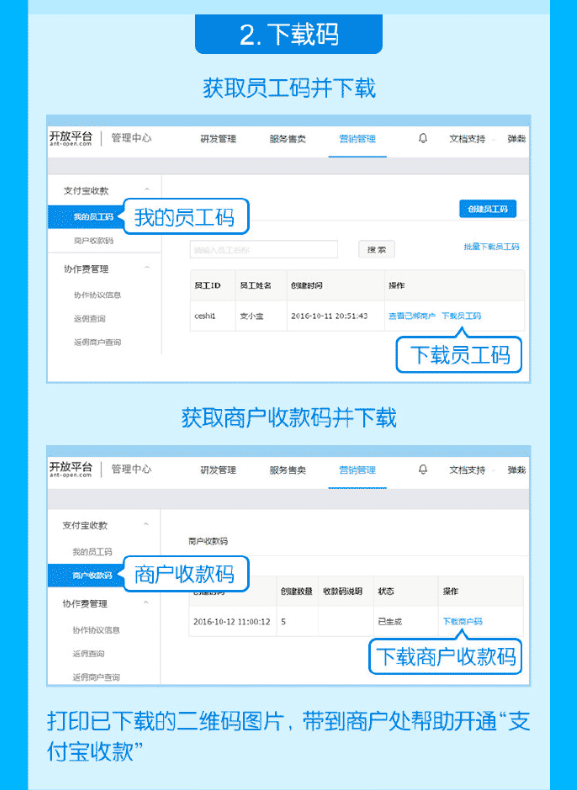 2. 下载码
获取员工码并下载
开放平台 管理中心 研发管理 服务售卖 营销管理 文档支持
ant-open.com
支付宝收款
我的员工码 我的员工码 创建员工码
商户收款码 请输入员工名称 搜索 批量下载员工码
协作费管理
员工ID 员工姓名 创建时间 操作
协作协议信息
返佣查询 ceshi1 支小宝 2016-10-11 20:51:43 查看已绑商户 下载员工码
返佣商户查询
下载员工码
获取商户收款码并下载
开放平台 管理中心 研发管理 服务售卖 营销管理 文档支持
ant-open.com
支付宝收款
商户收款码
我的员工码
商户收款码 商户收款码
创建时间 创建数量 收款码说明 状态 操作
协作费管理
2016-10-12 11:00:12 5 已生成 下载商户码
协作协议信息
返佣查询
下载商户收款码
返佣商户查询
打印已下载的二维码图片，带到商户处帮助开通“支
付宝收款”